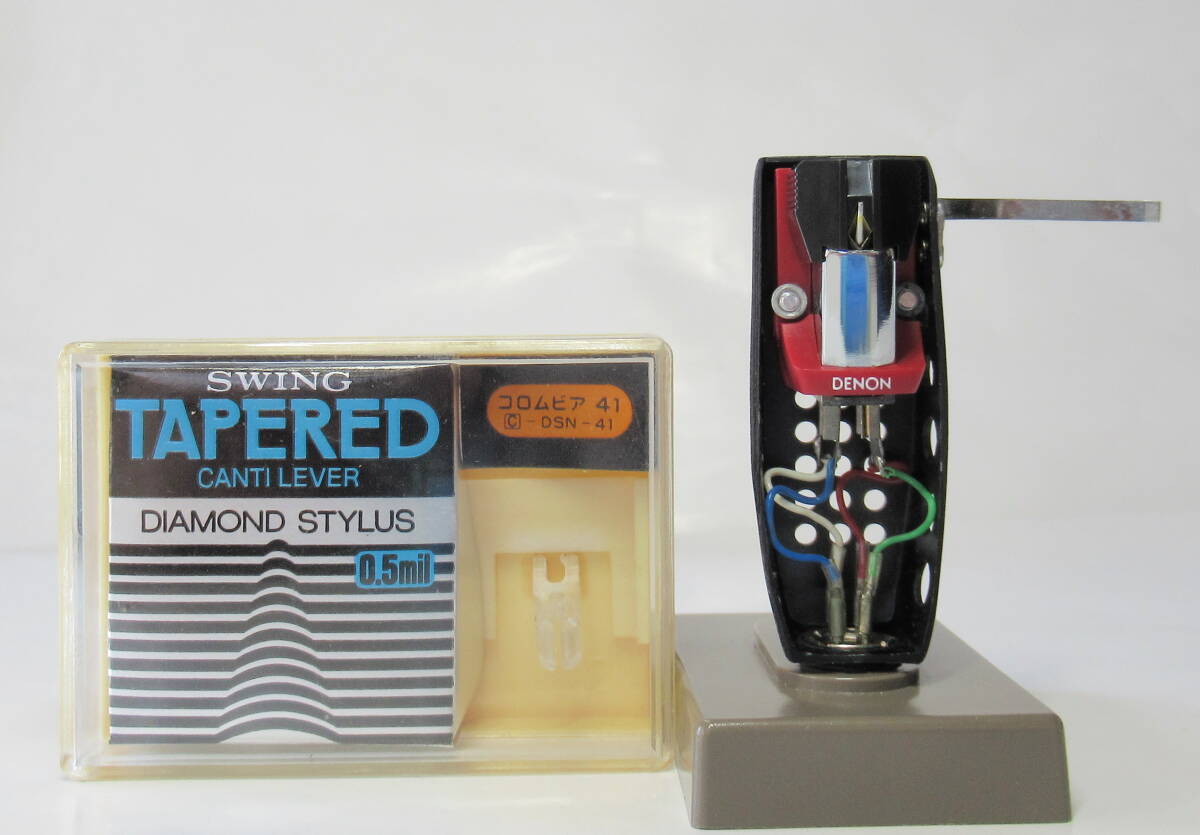 SWING
TAPERED
CANTI LEVER
DIAMOND STYLUS
0.5mil
コロムビア 41
C-DSN-41
DENON